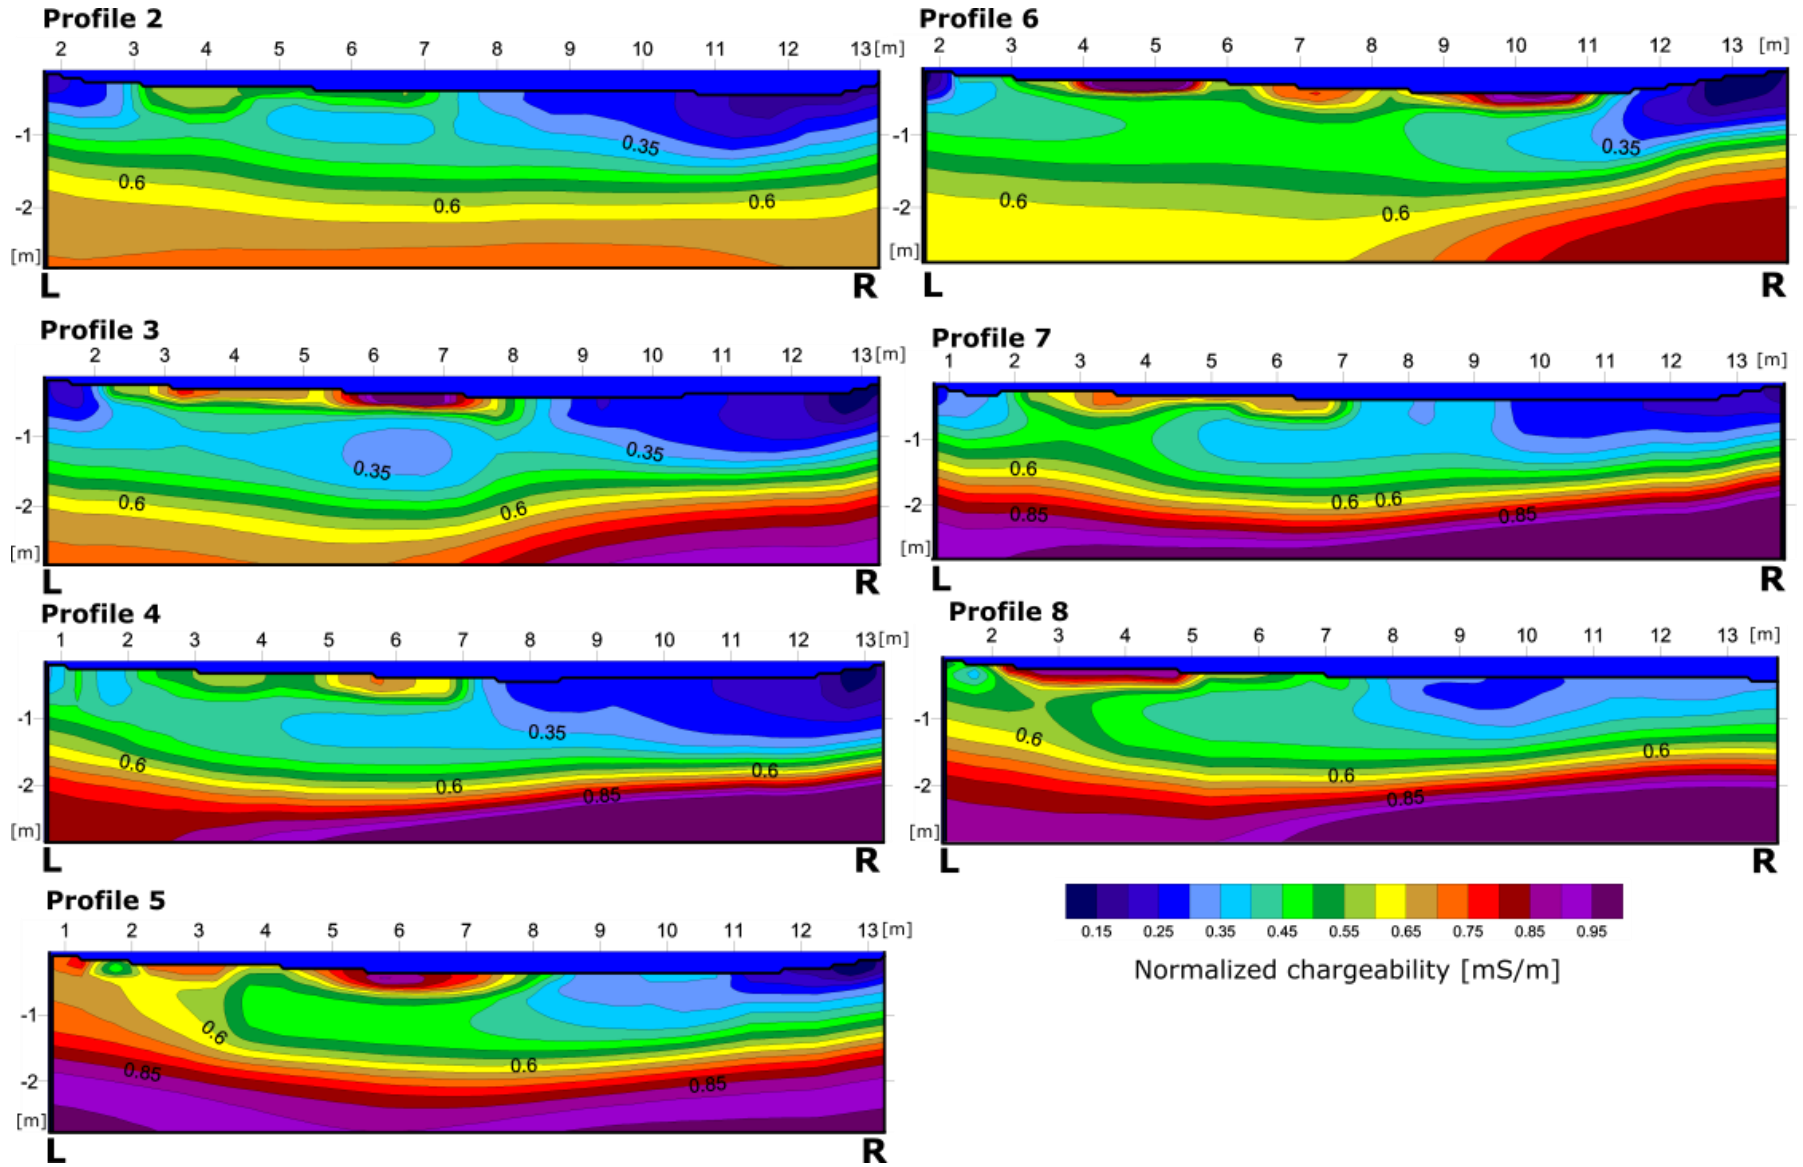 Profile 2
2 3 4 5 6 7 8 9 10 11 12 13 [m]
-1
0.35
0.6 0.6 0.6
-2
[m]
L R
Profile 3
2 3 4 5 6 7 8 9 10 11 12 13 [m]
-1
0.35 0.35
0.6 0.6
-2
[m]
L R
Profile 4
1 2 3 4 5 6 7 8 9 10 11 12 13 [m]
-1
0.35
0.6 0.6 0.6
-2
0.85
[m]
L R
Profile 5
1 2 3 4 5 6 7 8 9 10 11 12 13 [m]
-1
0.6 0.6
-2
0.85 0.85
[m]
L R
Profile 6
2 3 4 5 6 7 8 9 10 11 12 13 [m]
-1
0.35
0.6 0.6
-2
[m]
L R
Profile 7
1 2 3 4 5 6 7 8 9 10 11 12 13 [m]
-1
0.6 0.6 0.6
-2
0.85 0.85
[m]
L R
Profile 8
2 3 4 5 6 7 8 9 10 11 12 13 [m]
-1
0.6 0.6 0.6
-2
0.85
[m]
L R
0.15 0.25 0.35 0.45 0.55 0.65 0.75 0.85 0.95
Normalized chargeability [mS/m]